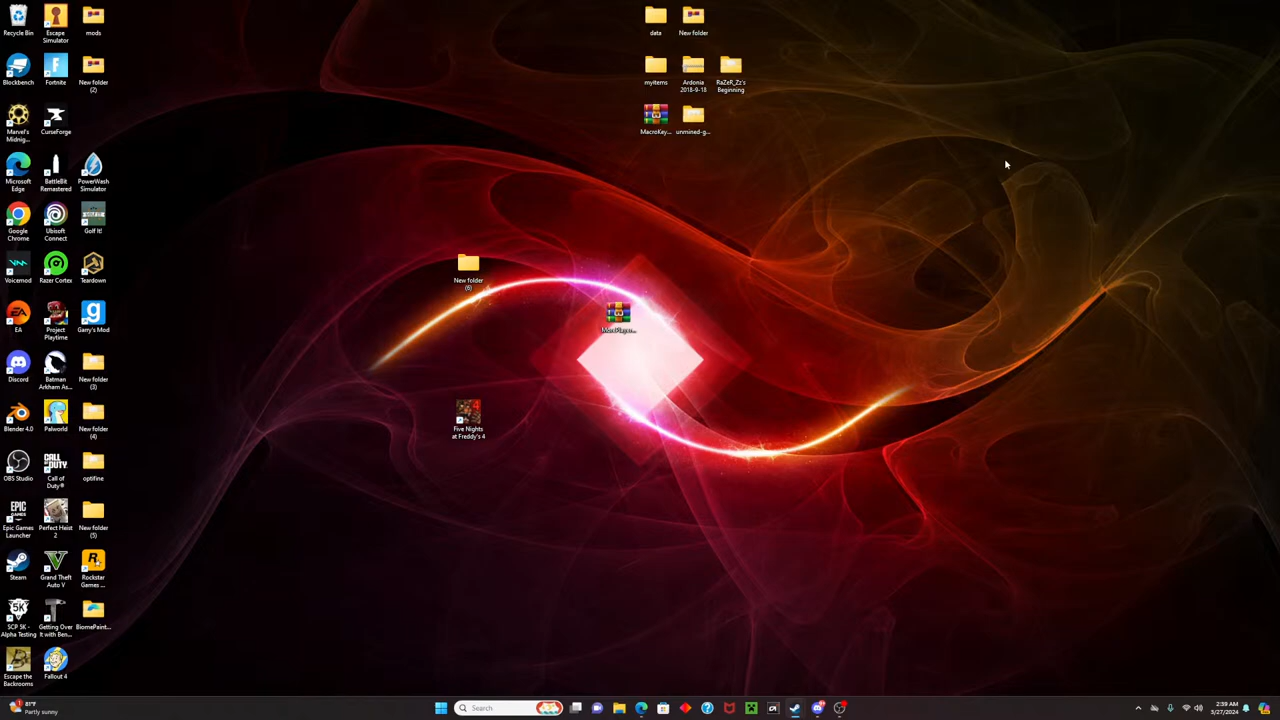 Recycle Bin
Escape
Simulator
mods
data
New folder
Blockbench
Fortnite
New folder
(2)
myitems
Ardonia
2018-9-18
RaZeR_Zz's
Beginning
Marvel's
Midnig...
CurseForge
MacroKey...
unmined-g...
Microsoft
Edge
BattleBit
Remastered
PowerWash
Simulator
Google
Chrome
Ubisoft
Connect
Golf It!
Voicemod
Razer Cortex
Teardown
New folder
(6)
EA
Project
Playtime
Garry's Mod
MorePlayer...
Discord
Batman
Arkham As...
New folder
(3)
Blender 4.0
Palworld
New folder
(4)
Five Nights
at Freddy's 4
OBS Studio
Call of
Duty®
optifine
Epic Games
Launcher
Perfect Heist
2
New folder
(5)
Steam
Grand Theft
Auto V
Rockstar
Games ...
SCP 5K -
Alpha Testing
Getting Over
It with Ben...
BiomePaint...
Escape the
Backrooms
Fallout 4
81°F
Partly sunny
Search
2:39 AM
3/27/2024